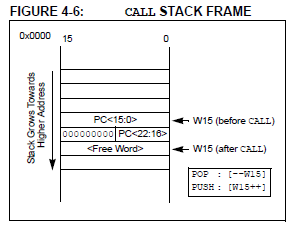 FIGURE 4-6: CALL STACK FRAME
0x0000 15 0
Stack Grows Towards
Higher Address
PC<15:0> W15 (before CALL)
000000000 PC<22:16>
<Free Word> W15 (after CALL)
POP : [--W15]
PUSH : [W15++]